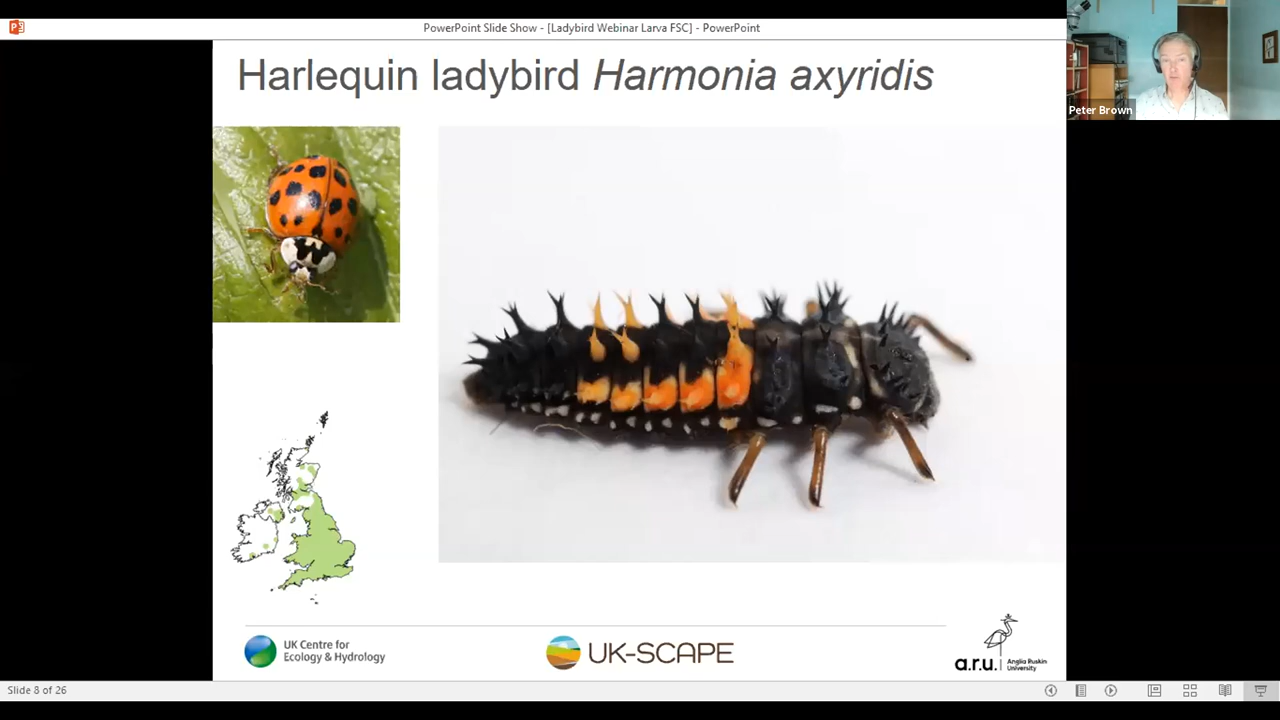 PowerPoint Slide Show - [Ladybird Webinar Larva FSC] - PowerPoint
Peter Brown
Harlequin ladybird Harmonia axyridis
UK Centre for
Ecology & Hydrology
UK-SCAPE
a.r.u. Anglia Ruskin
University
Slide 8 of 26